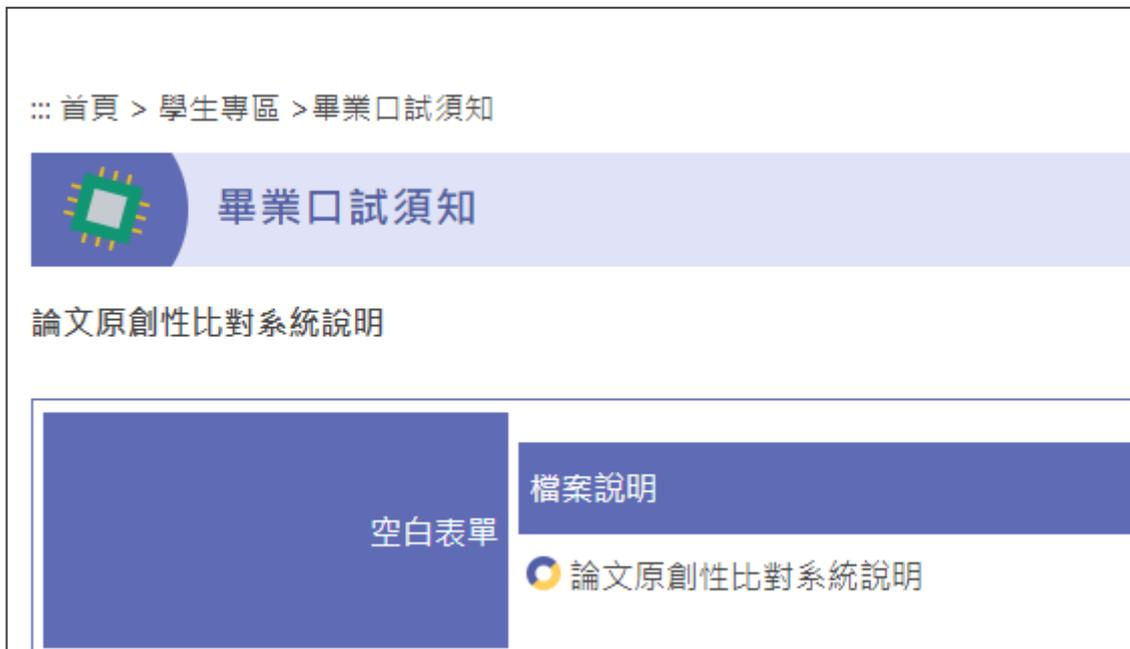 ::: 首頁 > 學生專區 >畢業口試須知
畢業口試須知
論文原創性比對系統說明
空白表單
檔案說明
論文原創性比對系統說明